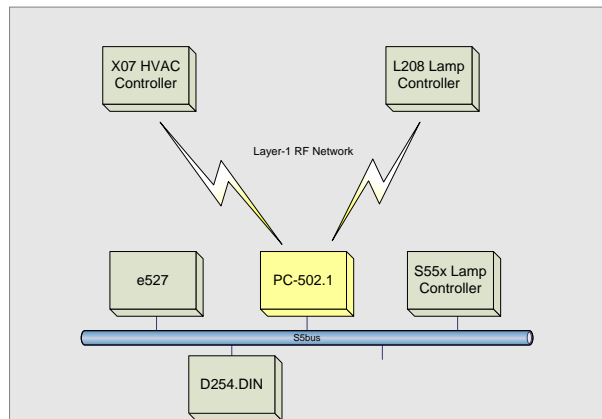 X07 HVAC
Controller
L208 Lamp
Controller
Layer-1 RF Network
e527
PC-502.1
S55x Lamp
Controller
S5bus
D254.DIN